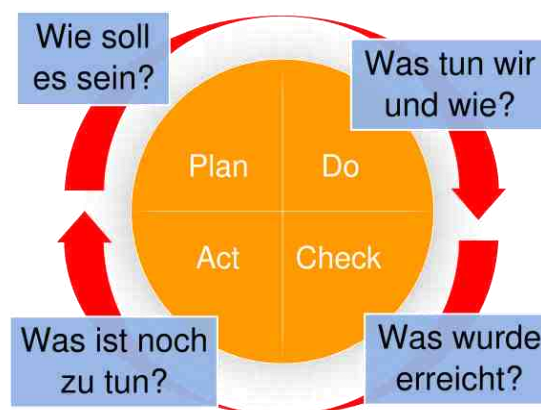 Wie soll
es sein?
Was tun wir
und wie?
Plan
Do
Act
Check
Was ist noch
zu tun?
Was wurde
erreicht?